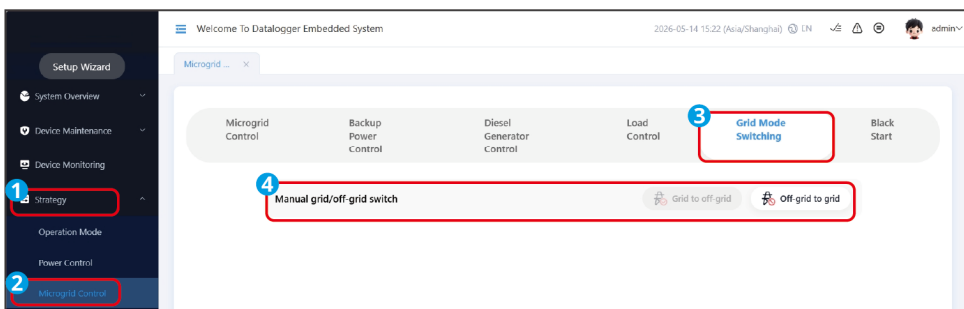 Welcome To Datalogger Embedded System
2026-05-14 15:22 (Asia/Shanghai) EN
admin
Setup Wizard
Microgrid ... ×
System Overview
Device Maintenance
Device Monitoring
1
Strategy
Operation Mode
Power Control
2
Microgrid Control
Microgrid
Control
Backup
Power
Control
Diesel
Generator
Control
Load
Control
3
Grid Mode
Switching
Black
Start
4
Manual grid/off-grid switch
Grid to off-grid
Off-grid to grid